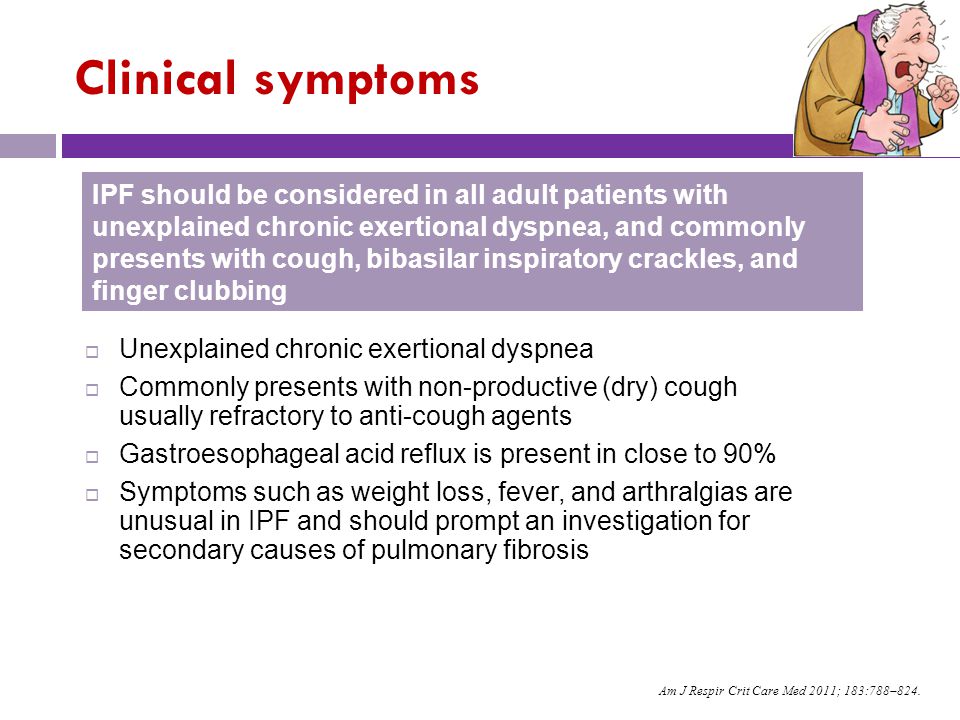 Clinical symptoms
IPF should be considered in all adult patients with
unexplained chronic exertional dyspnea, and commonly
presents with cough, bibasilar inspiratory crackles, and
finger clubbing
Unexplained chronic exertional dyspnea
Commonly presents with non-productive (dry) cough
usually refractory to anti-cough agents
Gastroesophageal acid reflux is present in close to 90%
Symptoms such as weight loss, fever, and arthralgias are
unusual in IPF and should prompt an investigation for
secondary causes of pulmonary fibrosis
Am J Respir Crit Care Med 2011; 183:788–824.